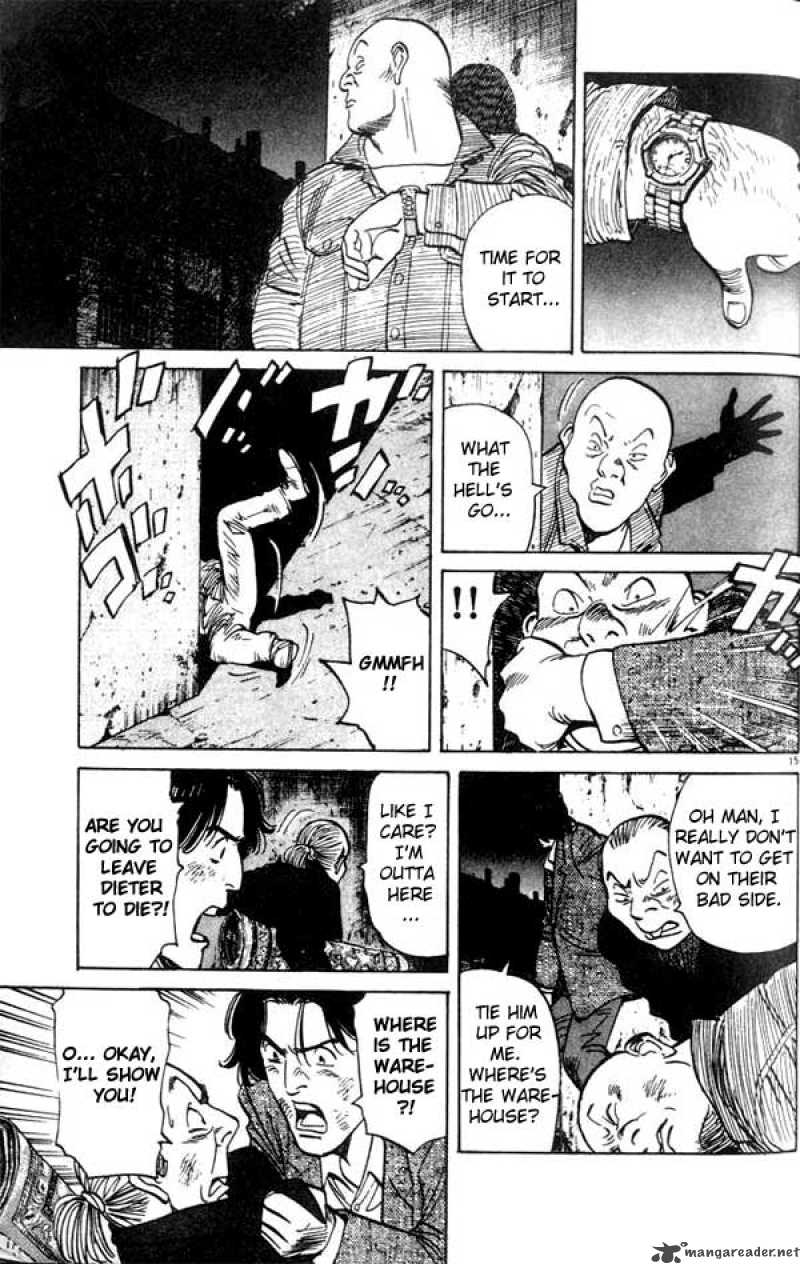 TIME FOR
IT TO
START...
WHAT
THE
HELL'S
GO...
!!
GMMFH
!!
15
OH MAN, I
REALLY DON'T
WANT TO GET
ON THEIR
BAD SIDE.
TIE HIM
UP FOR
ME.
WHERE'S
THE WARE-
HOUSE?
LIKE I
CARE?
I'M
OUTTA
HERE
...
ARE YOU
GOING
TO
LEAVE
DIETER
TO DIE?!
WHERE
IS THE
WARE-
HOUSE
?!
O... OKAY,
I'LL SHOW
YOU!
mangareader.net